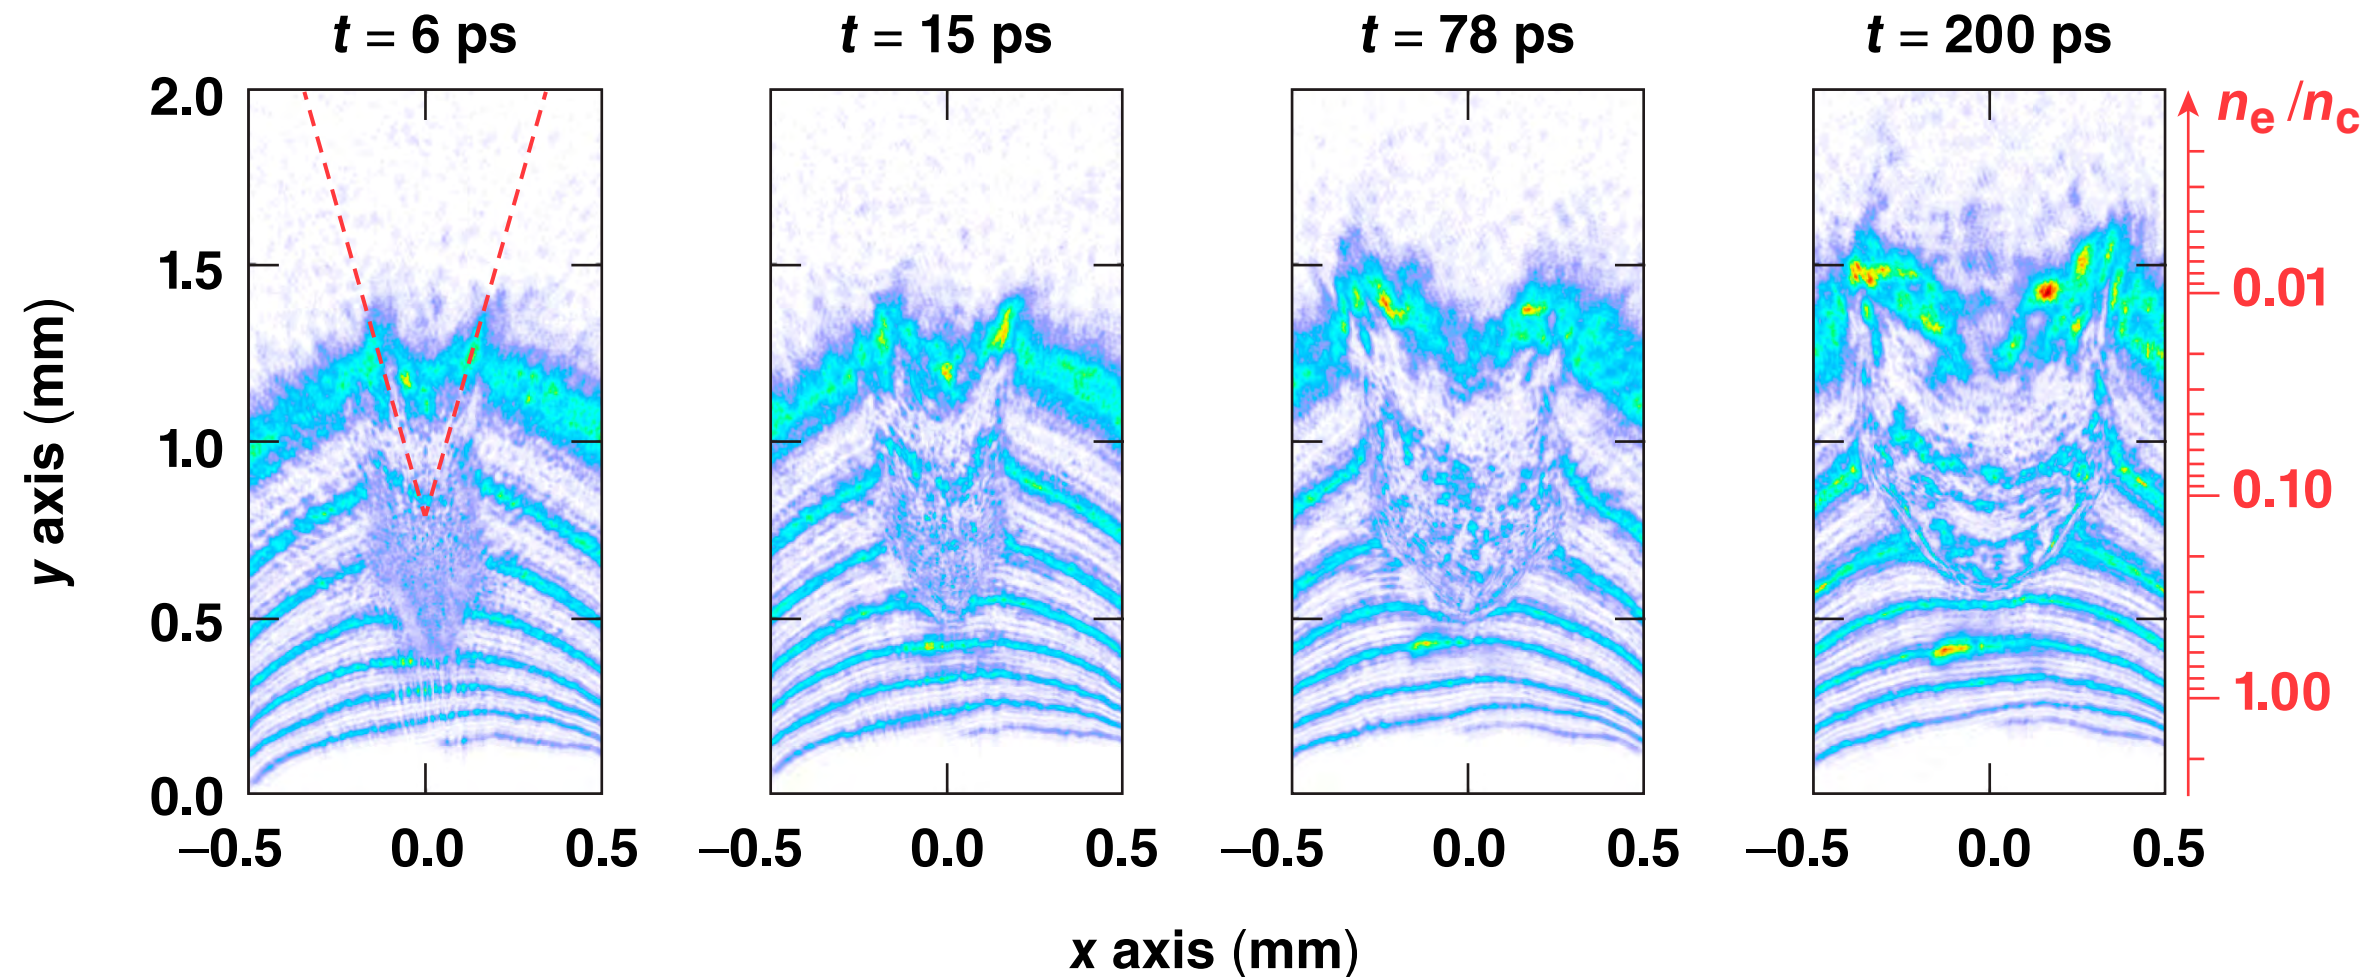 t = 6 ps
t = 15 ps
t = 78 ps
t = 200 ps
y axis (mm)
2.0
1.5
1.0
0.5
0.0
–0.5 0.0 0.5
–0.5 0.0 0.5
–0.5 0.0 0.5
–0.5 0.0 0.5
x axis (mm)
ne /nc
0.01
0.10
1.00